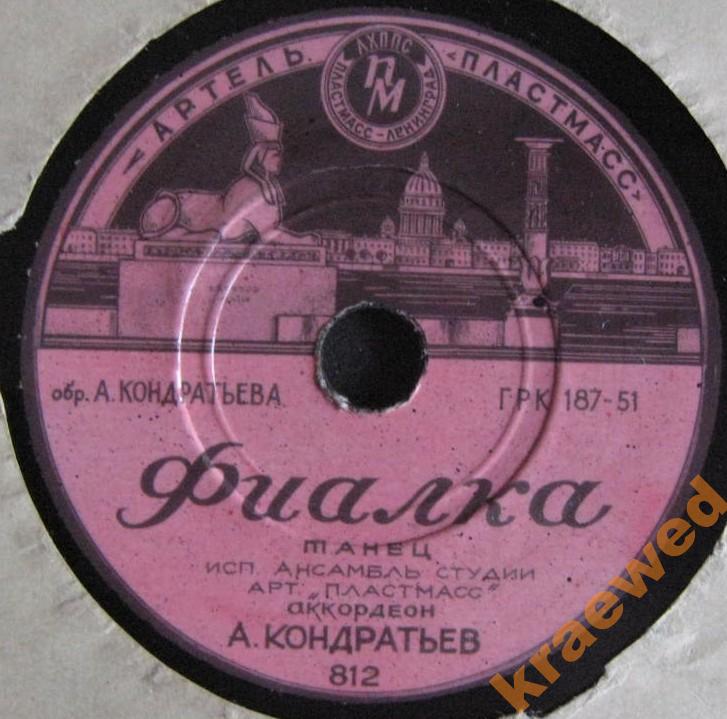 «АРТЕЛЬ «ПЛАСТМАСС»
ЛХППС
ПМ
ПЛАСТМАСС - ЛЕНИНГРАД
обр. А. КОНДРАТЬЕВА
ГРК 187-51
Фиалка
ТАНЕЦ
ИСП. АНСАМБЛЬ СТУДИИ
АРТ. „ПЛАСТМАСС"
аккордеон
А. КОНДРАТЬЕВ
812
kraewed